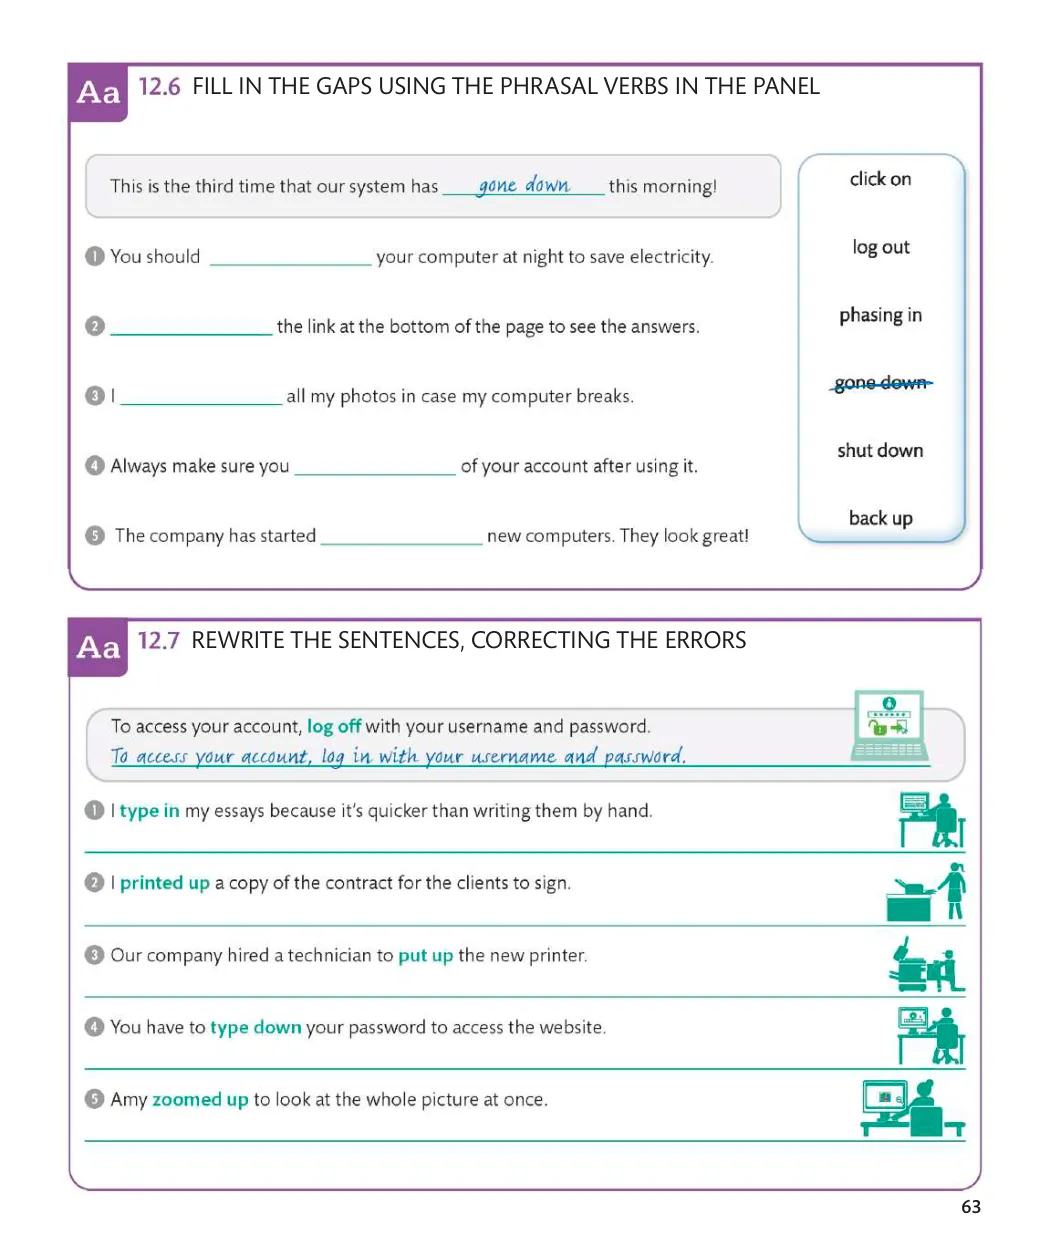 Aa 12.6 FILL IN THE GAPS USING THE PHRASAL VERBS IN THE PANEL
This is the third time that our system has gone down this morning!
1 You should ____________ your computer at night to save electricity.
2 ____________ the link at the bottom of the page to see the answers.
3 I ____________ all my photos in case my computer breaks.
4 Always make sure you ____________ of your account after using it.
5 The company has started ____________ new computers. They look great!
click on
log out
phasing in
gone down
shut down
back up
Aa 12.7 REWRITE THE SENTENCES, CORRECTING THE ERRORS
To access your account, log off with your username and password.
To access your account, log in with your username and password.
1 I type in my essays because it's quicker than writing them by hand.
2 I printed up a copy of the contract for the clients to sign.
3 Our company hired a technician to put up the new printer.
4 You have to type down your password to access the website.
5 Amy zoomed up to look at the whole picture at once.
63